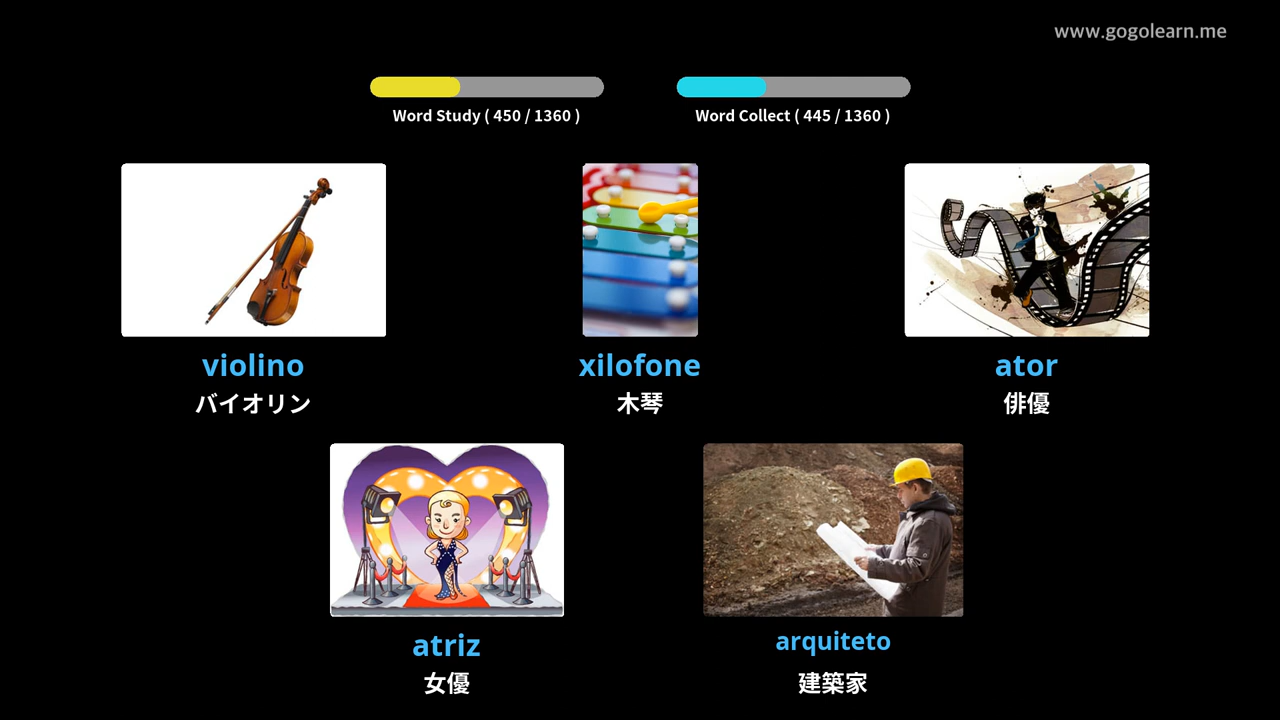 www.gogolearn.me
Word Study ( 450 / 1360 )
Word Collect ( 445 / 1360 )
violino
バイオリン
xilofone
木琴
ator
俳優
atriz
女優
arquiteto
建築家